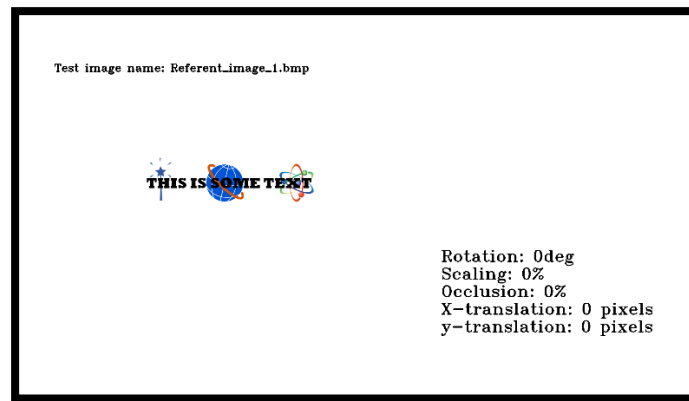 Test image name: Referent_image_1.bmp
THIS IS SOME TEXT
Rotation: 0deg
Scaling: 0%
Occlusion: 0%
X-translation: 0 pixels
y-translation: 0 pixels